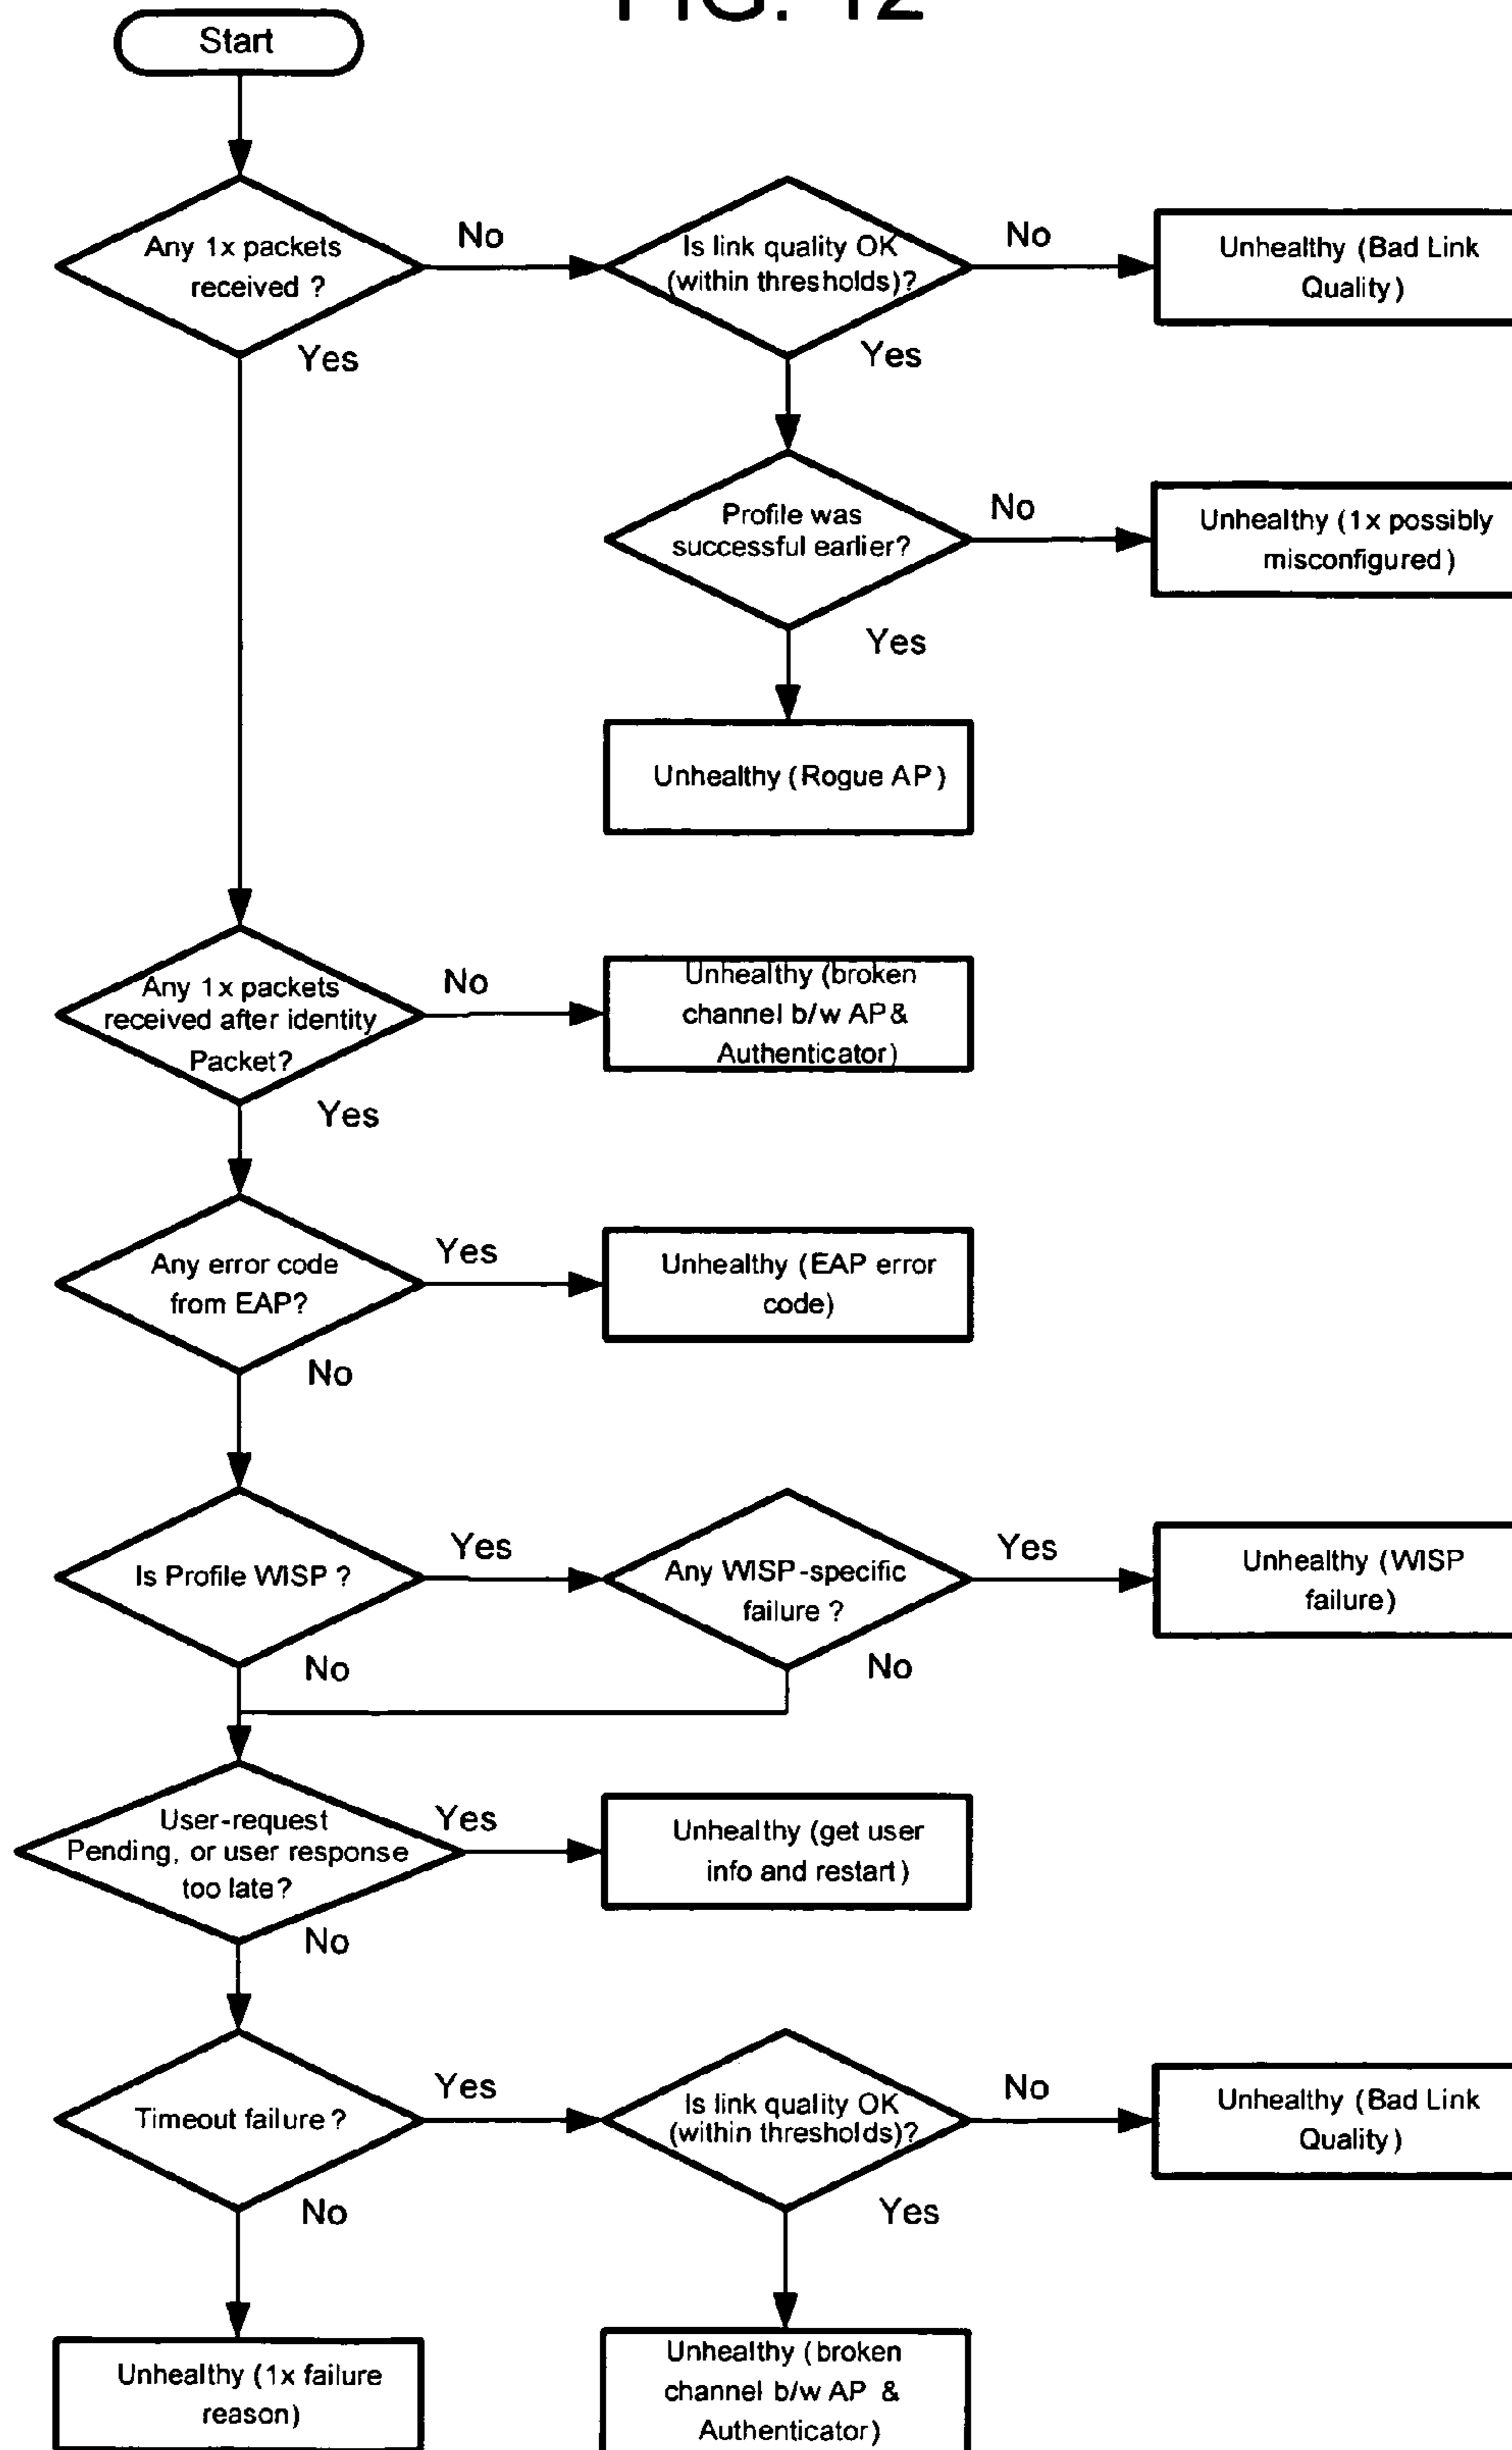 FIG. 12
Start
Any 1x packets
received ?
No
Is link quality OK
(within thresholds)?
No
Unhealthy (Bad Link
Quality)
Yes
Yes
Profile was
successful earlier?
No
Unhealthy (1x possibly
misconfigured)
Yes
Unhealthy (Rogue AP)
Any 1x packets
received after identity
Packet?
No
Unhealthy (broken
channel b/w AP &
Authenticator)
Yes
Any error code
from EAP?
Yes
Unhealthy (EAP error
code)
No
Is Profile WISP ?
Yes
Any WISP-specific
failure ?
Yes
Unhealthy (WISP
failure)
No
No
User-request
Pending, or user response
too late?
Yes
Unhealthy (get user
info and restart)
No
Timeout failure ?
Yes
Is link quality OK
(within thresholds)?
No
Unhealthy (Bad Link
Quality)
No
Yes
Unhealthy (1x failure
reason)
Unhealthy (broken
channel b/w AP &
Authenticator)